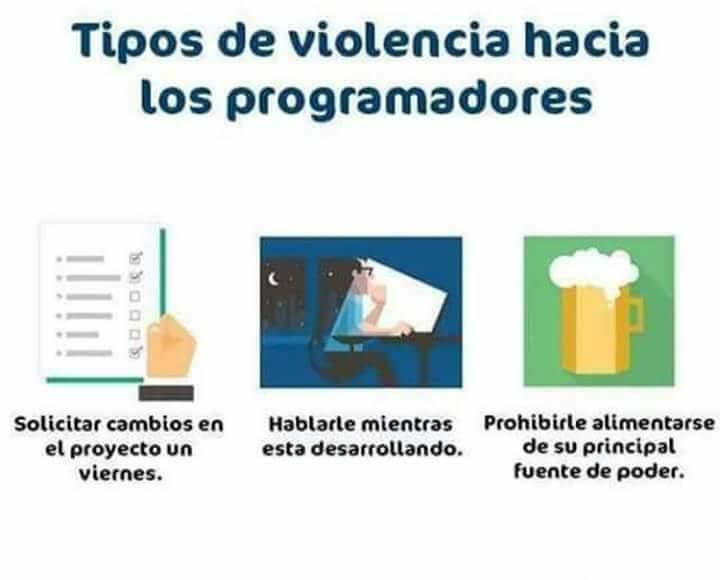 Tipos de violencia hacia
los programadores
Solicitar cambios en
el proyecto un
viernes.
Hablarle mientras
esta desarrollando.
Prohibirle alimentarse
de su principal
fuente de poder.